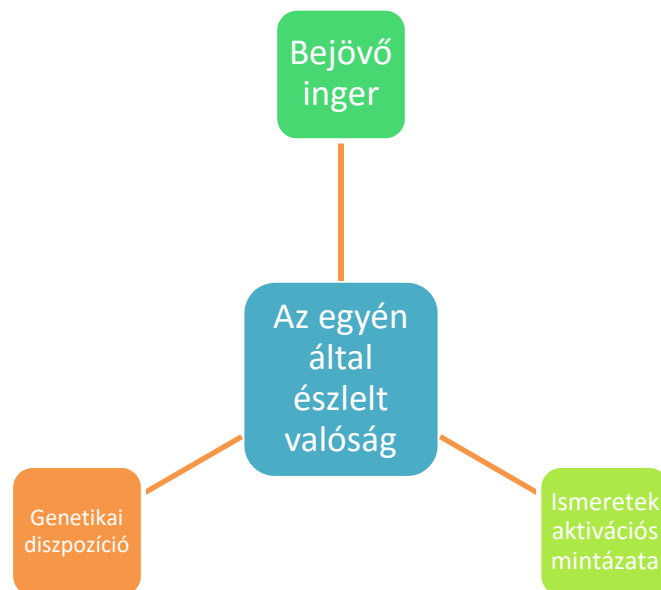 Bejövő
inger
Az egyén
által
észlelt
valóság
Genetikai
diszpozíció
Ismeretek
aktivációs
mintázata